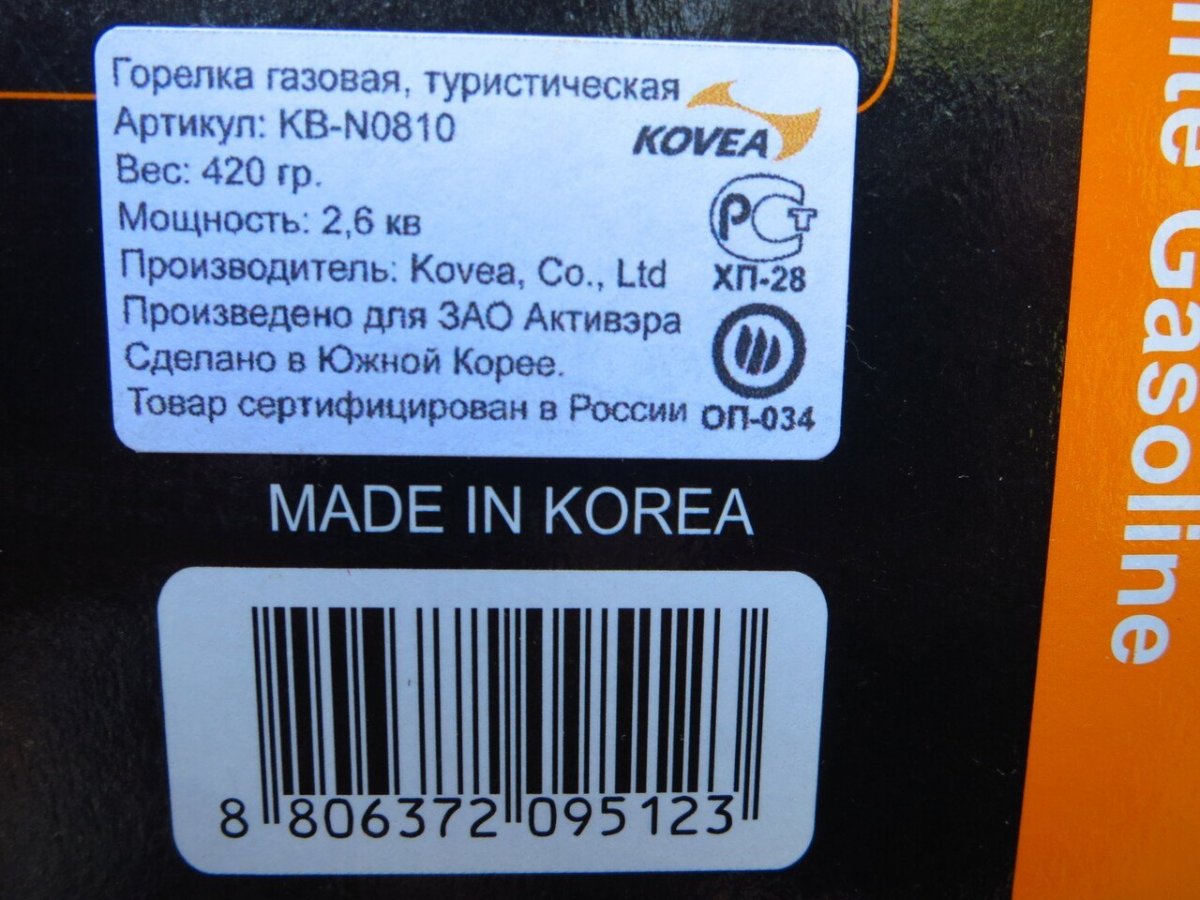 Горелка газовая, туристическая
Артикул: KB-N0810
Вес: 420 гр.
Мощность: 2,6 кв
Производитель: Kovea, Co., Ltd
Произведено для ЗАО Активэра
Сделано в Южной Корее.
Товар сертифицирован в России
KOVEA
РСТ
ХП-28
ОП-034
MADE IN KOREA
8 806372 095123
Gasoline